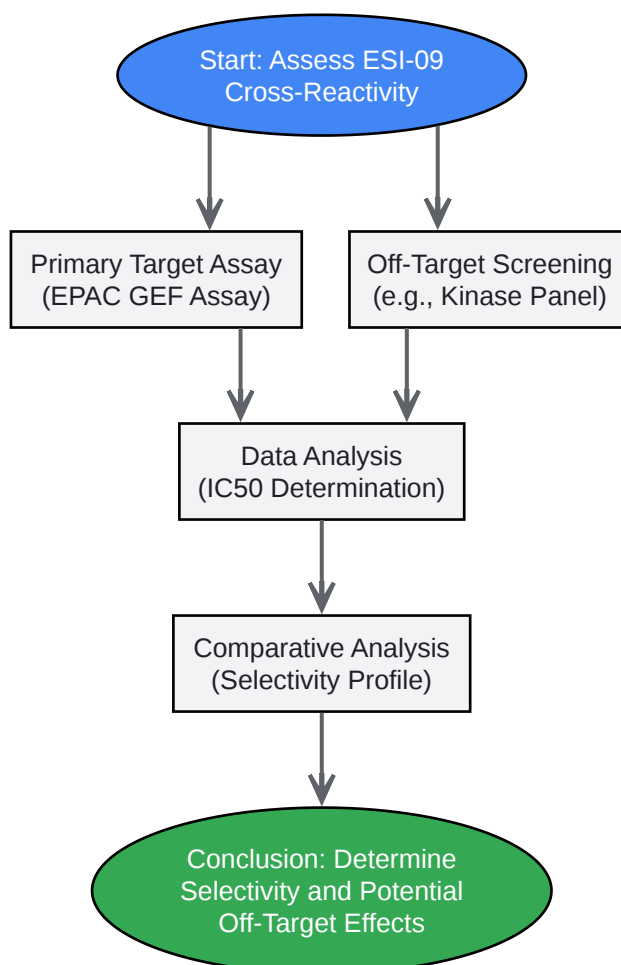 Start: Assess ESI-09
Cross-Reactivity
Primary Target Assay
(EPAC GEF Assay)
Off-Target Screening
(e.g., Kinase Panel)
Data Analysis
(IC50 Determination)
Comparative Analysis
(Selectivity Profile)
Conclusion: Determine
Selectivity and Potential
Off-Target Effects